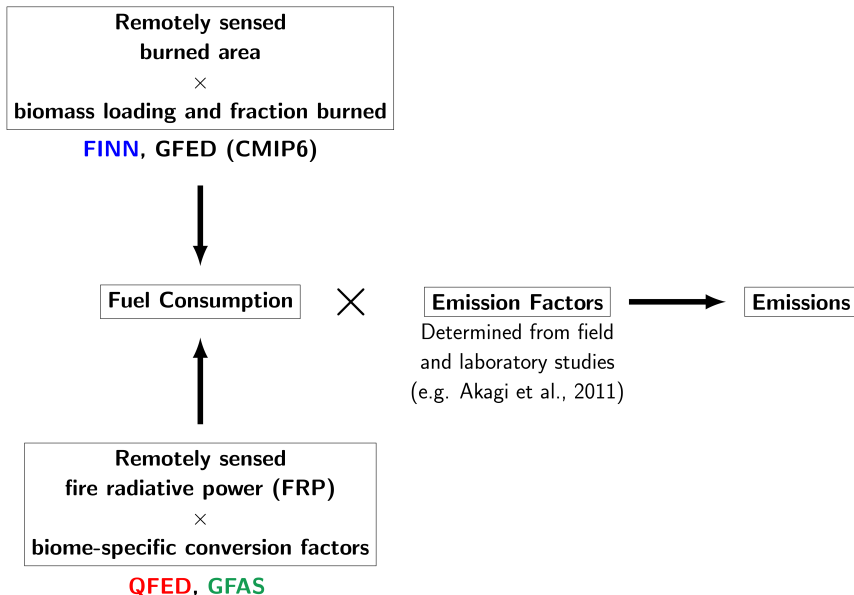 Remotely sensed
burned area
×
biomass loading and fraction burned
FINN, GFED (CMIP6)
Fuel Consumption × Emission Factors Emissions
Determined from field
and laboratory studies
(e.g. Akagi et al., 2011)
Remotely sensed
fire radiative power (FRP)
×
biome-specific conversion factors
QFED, GFAS